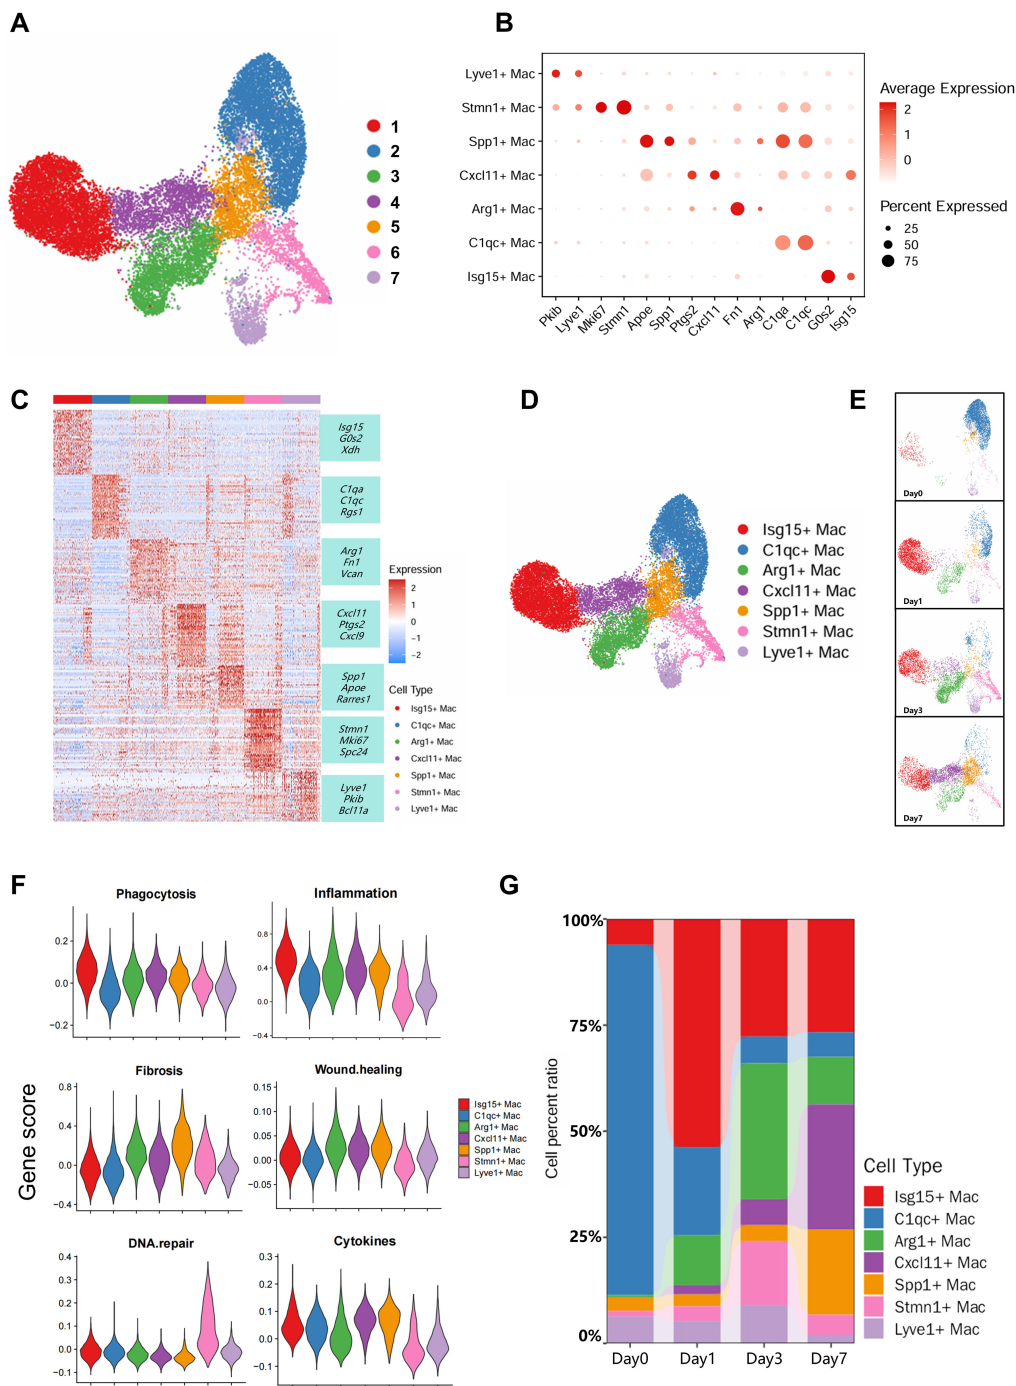 A
1
2
3
4
5
6
7
B
Lyve1+ Mac
Stmn1+ Mac
Spp1+ Mac
Cxcl11+ Mac
Arg1+ Mac
C1qc+ Mac
Isg15+ Mac
Pkib
Lyve1
Mki67
Stmn1
Apoe
Spp1
Ptgs2
Cxcl11
Fn1
Arg1
C1qa
C1qc
G0s2
Isg15
Average Expression
2
1
0
Percent Expressed
25
50
75
C
Isg15
G0s2
Xdh
C1qa
C1qc
Rgs1
Arg1
Fn1
Vcan
Cxcl11
Ptgs2
Cxcl9
Spp1
Apoe
Rarres1
Stmn1
Mki67
Spc24
Lyve1
Pkib
Bcl11a
Expression
2
1
0
−1
−2
Cell Type
Isg15+ Mac
C1qc+ Mac
Arg1+ Mac
Cxcl11+ Mac
Spp1+ Mac
Stmn1+ Mac
Lyve1+ Mac
D
Isg15+ Mac
C1qc+ Mac
Arg1+ Mac
Cxcl11+ Mac
Spp1+ Mac
Stmn1+ Mac
Lyve1+ Mac
E
Day0
Day1
Day3
Day7
F
Gene score
Phagocytosis
0.2
0.0
−0.2
Inflammation
0.8
0.4
0.0
−0.4
Fibrosis
0.8
0.4
0.0
−0.4
Wound.healing
0.15
0.10
0.05
0.00
−0.05
DNA.repair
0.4
0.3
0.2
0.1
0.0
−0.1
Cytokines
0.3
0.2
0.1
0.0
−0.1
Isg15+ Mac
C1qc+ Mac
Arg1+ Mac
Cxcl11+ Mac
Spp1+ Mac
Stmn1+ Mac
Lyve1+ Mac
G
Cell percent ratio
100%
75%
50%
25%
0%
Day0
Day1
Day3
Day7
Cell Type
Isg15+ Mac
C1qc+ Mac
Arg1+ Mac
Cxcl11+ Mac
Spp1+ Mac
Stmn1+ Mac
Lyve1+ Mac